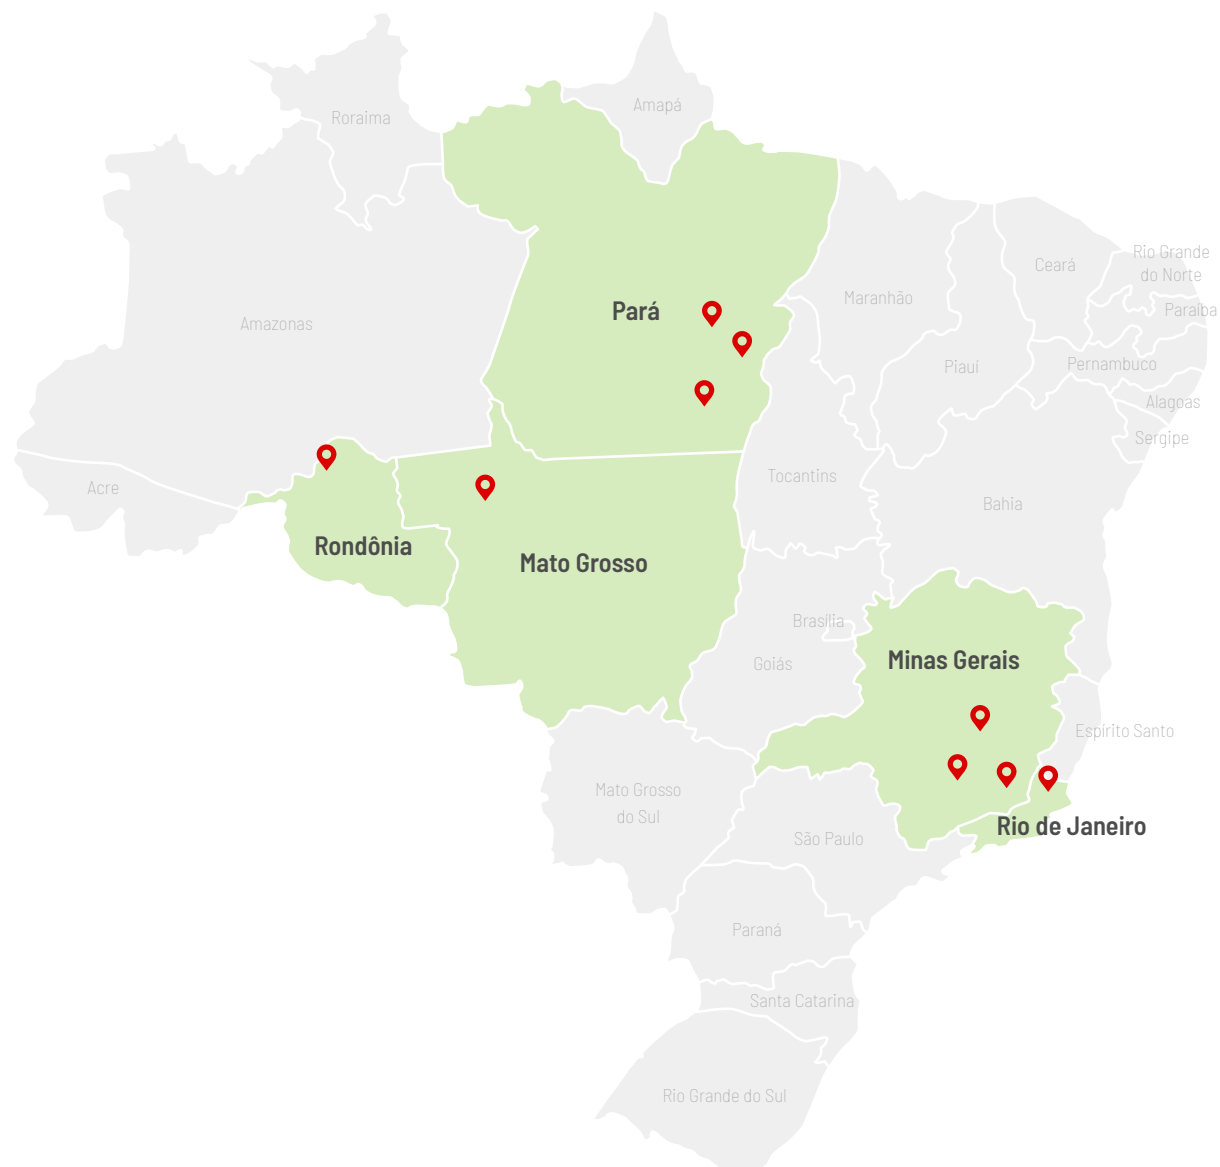 Amapá
Roraima
Rio Grande
do Norte
Ceará
Maranhão
Paraíba
Pará
Amazonas
Pernambuco
Piauí
Alagoas
Sergipe
Tocantins
Acre
Bahia
Rondônia
Mato Grosso
Brasília
Minas Gerais
Goiás
Espírito Santo
Mato Grosso
do Sul
Rio de Janeiro
São Paulo
Paraná
Santa Catarina
Rio Grande do Sul